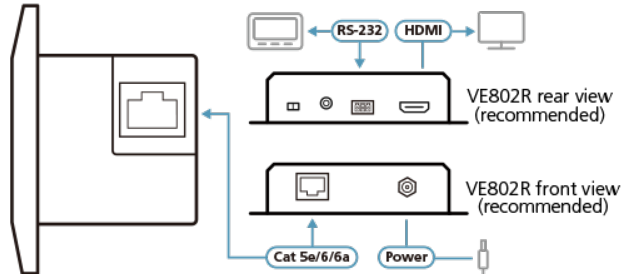 RS-232
HDMI
VE802R rear view
(recommended)
VE802R front view
(recommended)
Cat 5e/6/6a
Power